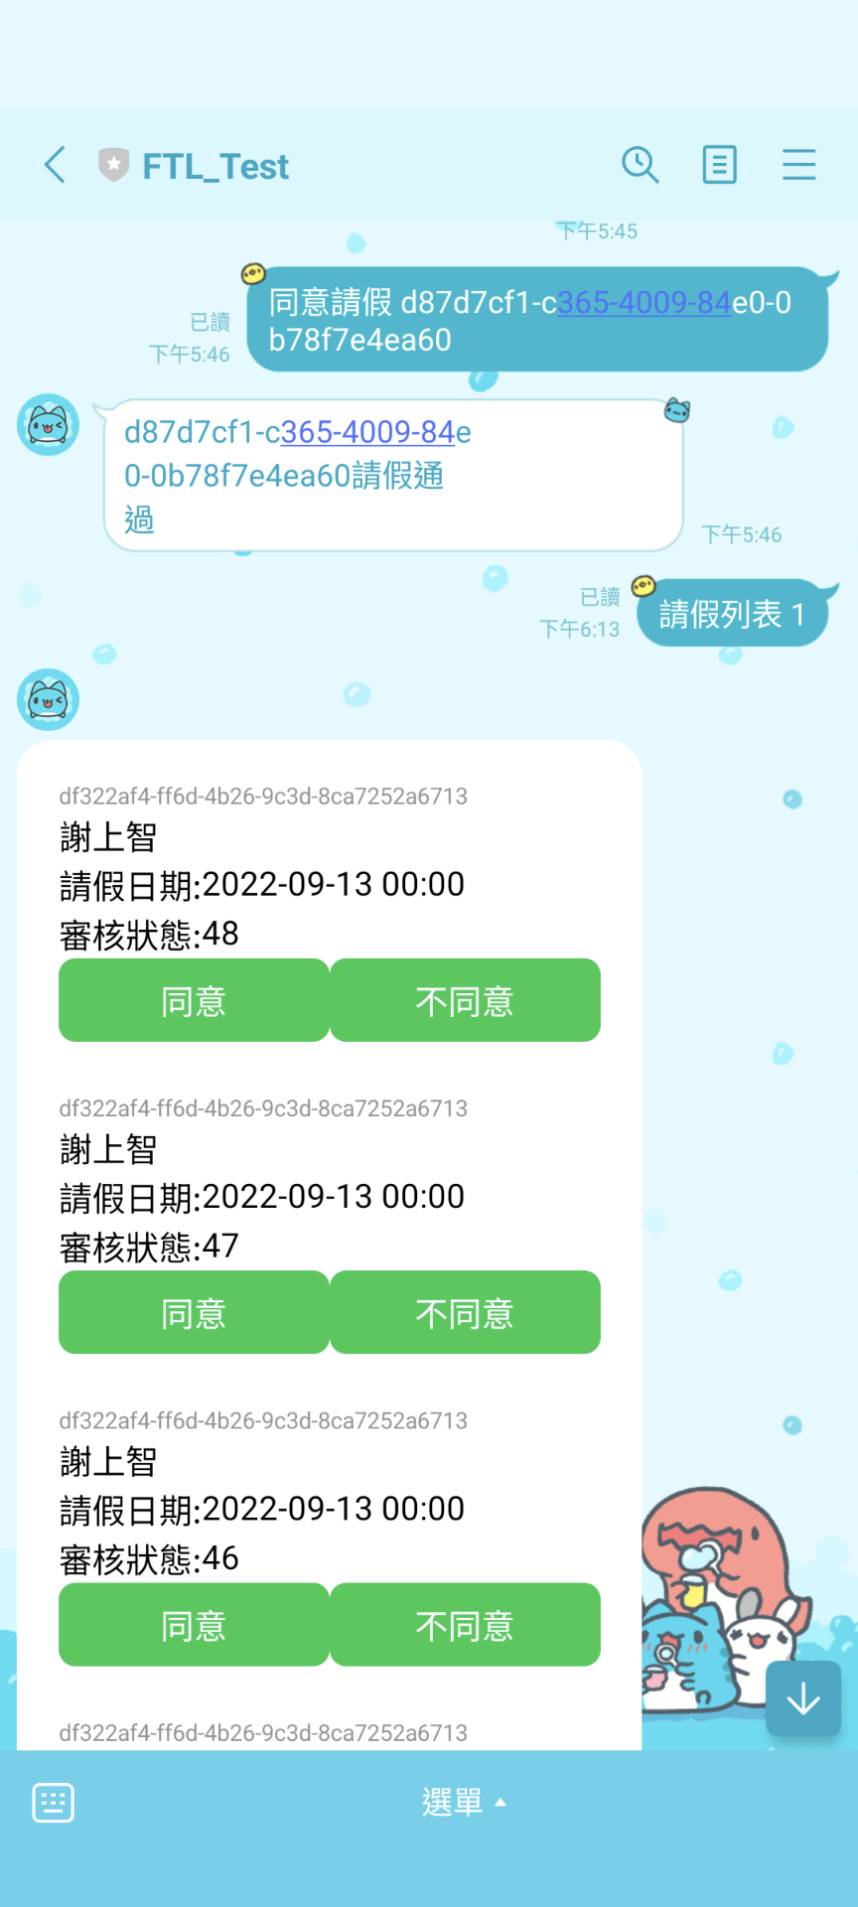 FTL_Test
下午5:45
同意請假 d87d7cf1-c365-4009-84e0-0
b78f7e4ea60
已讀
下午5:46
d87d7cf1-c365-4009-84e
0-0b78f7e4ea60請假通
過
下午5:46
已讀
下午6:13
請假列表 1
df322af4-ff6d-4b26-9c3d-8ca7252a6713
謝上智
請假日期:2022-09-13 00:00
審核狀態:48
同意 不同意
df322af4-ff6d-4b26-9c3d-8ca7252a6713
謝上智
請假日期:2022-09-13 00:00
審核狀態:47
同意 不同意
df322af4-ff6d-4b26-9c3d-8ca7252a6713
謝上智
請假日期:2022-09-13 00:00
審核狀態:46
同意 不同意
df322af4-ff6d-4b26-9c3d-8ca7252a6713
選單